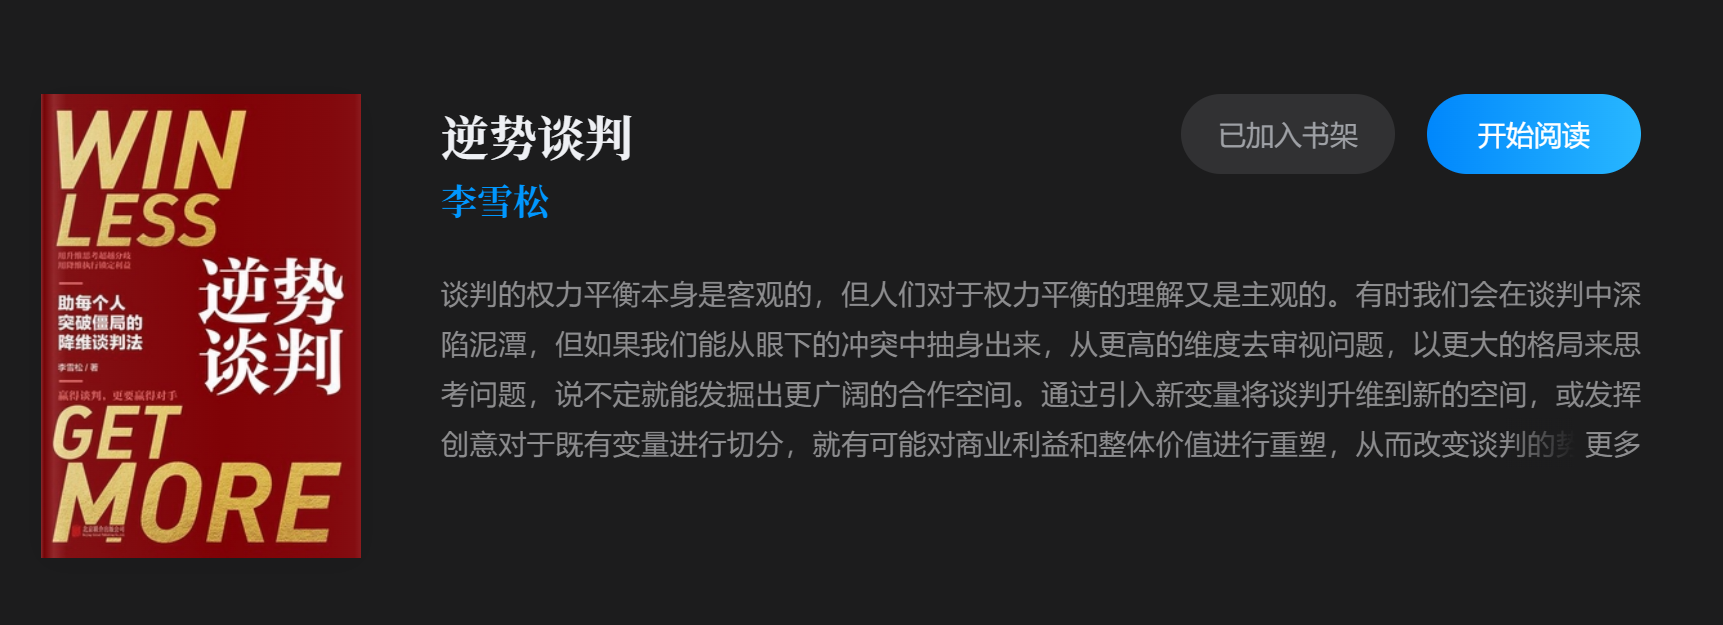 WIN
LESS
用升维思考超越分歧
用降维执行锁定利益
逆势
谈判
助每个人
突破僵局的
降维谈判法
李雪松 / 著
赢得谈判，更要赢得对手
GET
MORE
逆势谈判
李雪松
已加入书架
开始阅读
谈判的权力平衡本身是客观的，但人们对于权力平衡的理解又是主观的。有时我们会在谈判中深
陷泥潭，但如果我们能从眼下的冲突中抽身出来，从更高的维度去审视问题，以更大的格局来思
考问题，说不定就能发掘出更广阔的合作空间。通过引入新变量将谈判升维到新的空间，或发挥
创意对于既有变量进行切分，就有可能对商业利益和整体价值进行重塑，从而改变谈判的势 更多